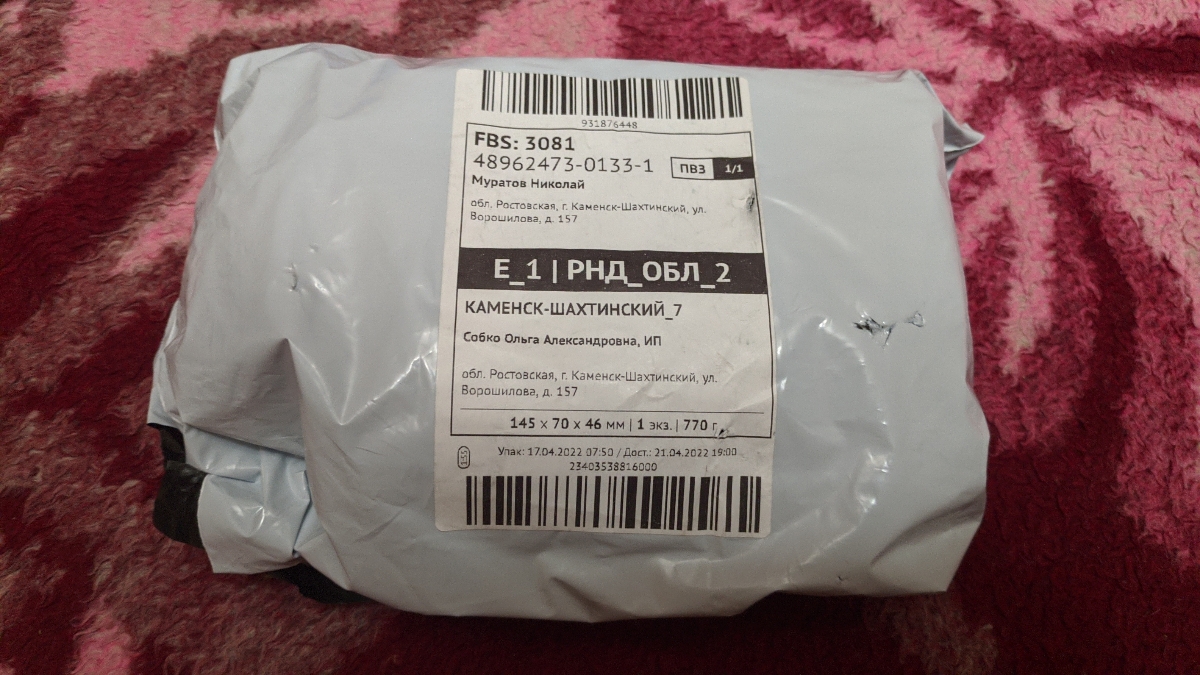 931876448
FBS: 3081
48962473-0133-1
ПВЗ 1/1
Муратов Николай
обл. Ростовская, г. Каменск-Шахтинский, ул.
Ворошилова, д. 157
E_1 | РНД_ОБЛ_2
КАМЕНСК-ШАХТИНСКИЙ_7
Собко Ольга Александровна, ИП
обл. Ростовская, г. Каменск-Шахтинский, ул.
Ворошилова, д. 157
145 x 70 x 46 мм | 1 экз. | 770 г.
133
Упак: 17.04.2022 07:50 / Дост.: 21.04.2022 19:00
23403538816000